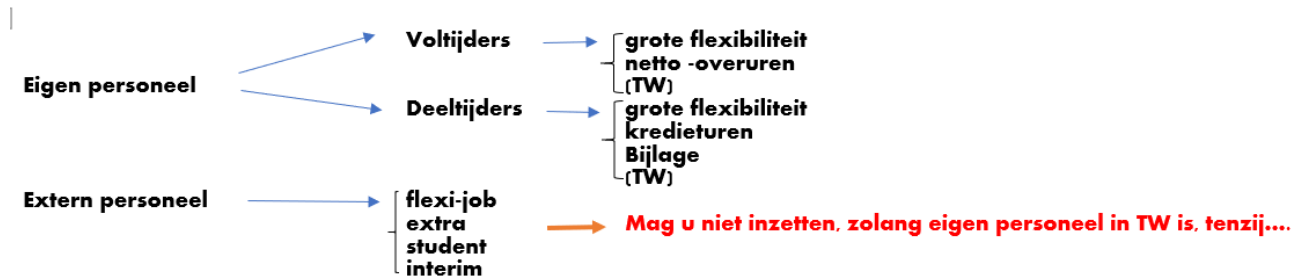 Eigen personeel
Voltijders
grote flexibiliteit
netto -overuren
(TW)
Deeltijders
grote flexibiliteit
kredieturen
Bijlage
(TW)
Extern personeel
flexi-job
extra
student
interim
Mag u niet inzetten, zolang eigen personeel in TW is, tenzij....